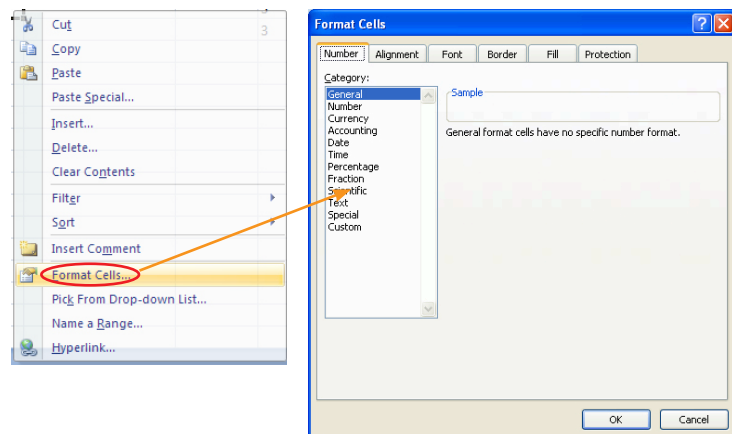 Cut
3
Copy
Paste
Paste Special...
Insert...
Delete...
Clear Contents
Filter
Sort
Insert Comment
Format Cells...
Pick From Drop-down List...
Name a Range...
Hyperlink...
Format Cells
Number Alignment Font Border Fill Protection
Category:
General
Number
Currency
Accounting
Date
Time
Percentage
Fraction
Scientific
Text
Special
Custom
Sample
General format cells have no specific number format.
OK Cancel